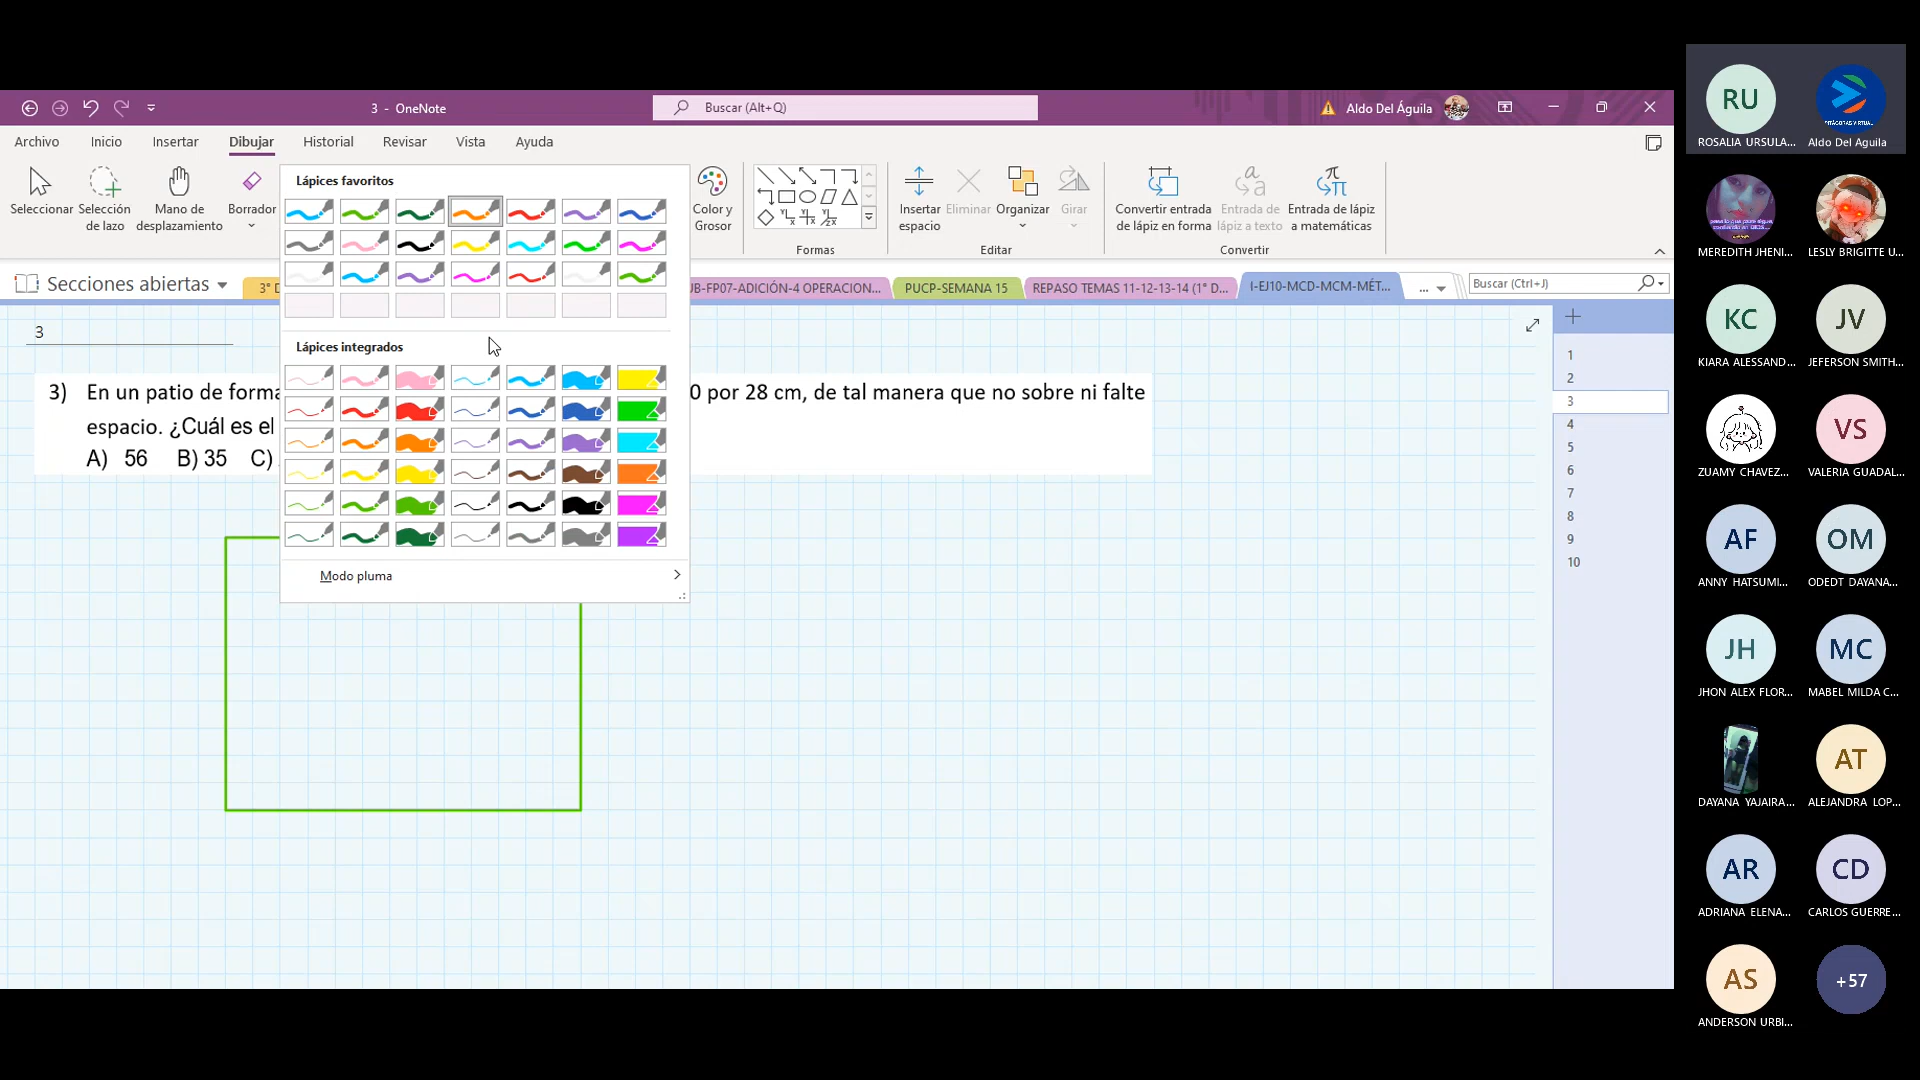 3 - OneNote
Buscar (Alt+Q)
Aldo Del Águila
Archivo
Inicio
Insertar
Dibujar
Historial
Revisar
Vista
Ayuda
Seleccionar
Selección de lazo
Mano de desplazamiento
Borrador
Lápices favoritos
Lápices integrados
Modo pluma
Color y Grosor
Formas
Insertar espacio
Eliminar
Organizar
Girar
Editar
Convertir entrada de lápiz en forma
Entrada de lápiz a texto
Entrada de lápiz a matemáticas
Convertir
Secciones abiertas
3° D
JB-FP07-ADICIÓN-4 OPERACION...
PUCP-SEMANA 15
REPASO TEMAS 11-12-13-14 (1° D...
I-EJ10-MCD-MCM-MÉT...
...
Buscar (Ctrl+J)
3
3) En un patio de forma
0 por 28 cm, de tal manera que no sobre ni falte
espacio. ¿Cuál es el
A) 56 B) 35 C)
1
2
3
4
5
6
7
8
9
10
RU
ROSALIA URSULA...
PITÁGORAS VIRTUAL
Aldo Del Aguila
MEREDITH JHENI...
LESLY BRIGITTE U...
KC
KIARA ALESSAND...
JV
JEFERSON SMITH...
ZUAMY CHAVEZ...
VS
VALERIA GUADAL...
AF
ANNY HATSUMI...
OM
ODEDT DAYANA...
JH
JHON ALEX FLOR...
MC
MABEL MILDA C...
DAYANA YAJAIRA...
AT
ALEJANDRA LOP...
AR
ADRIANA ELENA...
CD
CARLOS GUERRE...
AS
ANDERSON URBI...
+57